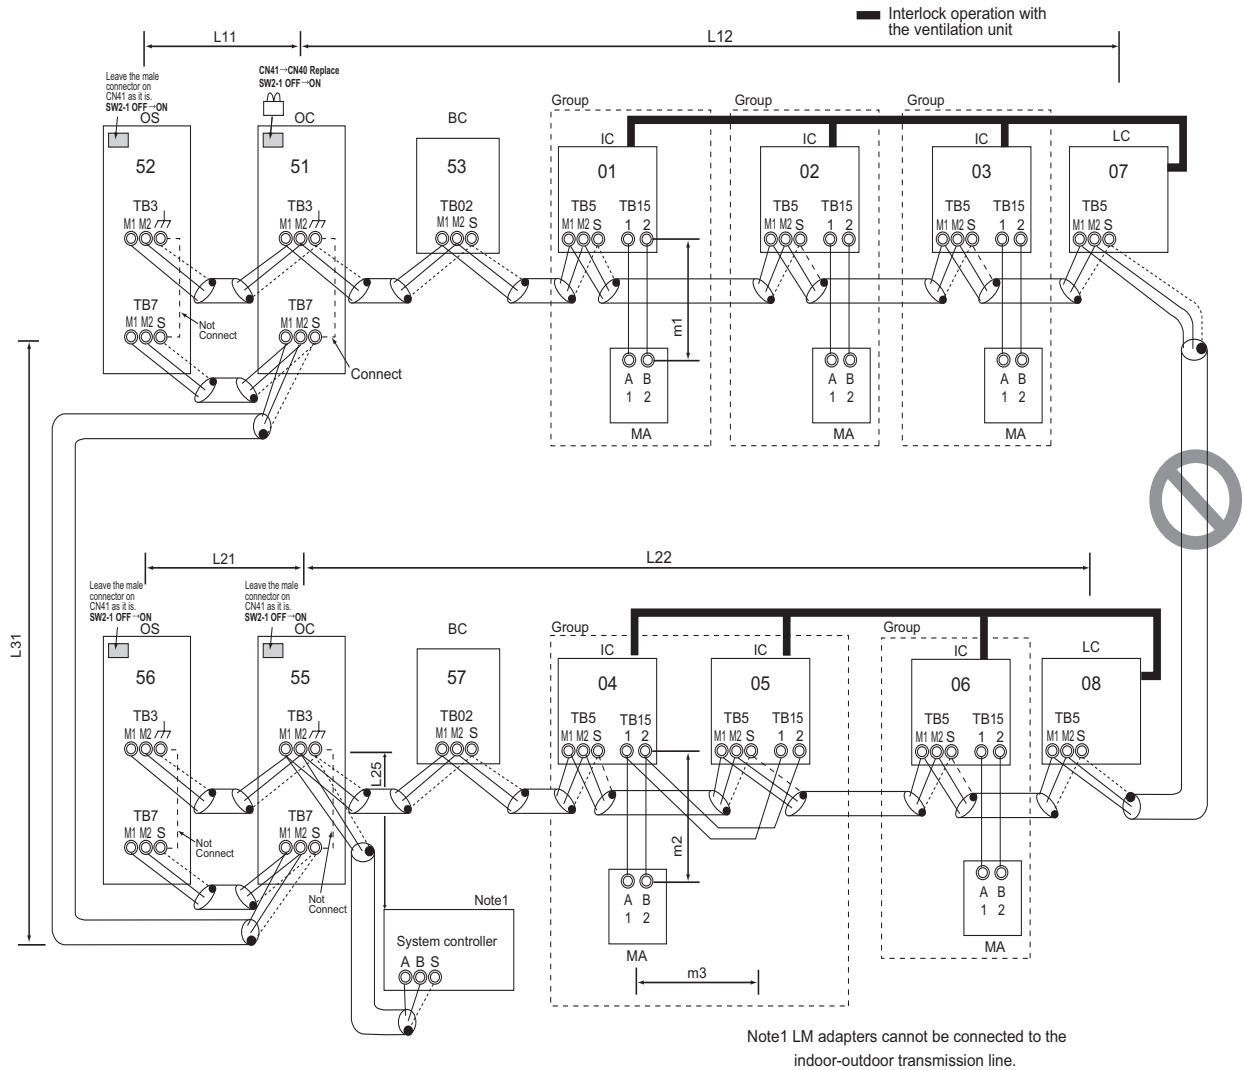 Interlock operation with
the ventilation unit
L11
L12
Leave the male
connector on
CN41 as it is.
SW2-1 OFF→ON
OS
CN41→CN40 Replace
SW2-1 OFF→ON
OC
BC
Group
Group
Group
IC
IC
IC
LC
52
51
53
01
02
03
07
TB3
TB3
TB02
TB5
TB15
TB5
TB15
TB5
TB15
TB5
M1 M2
M1 M2
M1 M2 S
M1 M2 S
1 2
M1 M2 S
1 2
M1 M2 S
1 2
M1 M2 S
TB7
TB7
M1 M2 S
M1 M2 S
Not
Connect
Connect
m1
A B
1 2
MA
A B
1 2
MA
A B
1 2
MA
L31
L21
L22
Leave the male
connector on
CN41 as it is.
SW2-1 OFF→ON
OS
Leave the male
connector on
CN41 as it is.
SW2-1 OFF→ON
OC
BC
Group
Group
IC
IC
IC
LC
56
55
57
04
05
06
08
TB3
TB3
TB02
TB5
TB15
TB5
TB15
TB5
TB15
TB5
M1 M2
M1 M2
M1 M2 S
M1 M2 S
1 2
M1 M2 S
1 2
M1 M2 S
1 2
M1 M2 S
L25
TB7
TB7
M1 M2 S
M1 M2 S
Not
Connect
Not
Connect
m2
Note1
System controller
A B S
A B
1 2
MA
A B
1 2
MA
m3
Note1 LM adapters cannot be connected to the
indoor-outdoor transmission line.